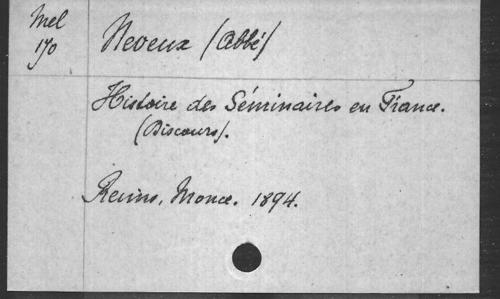 Mel
170
Neveux (abbé)
Histoire des Séminaires en France.
(Discours).
Reims, Monce. 1894.